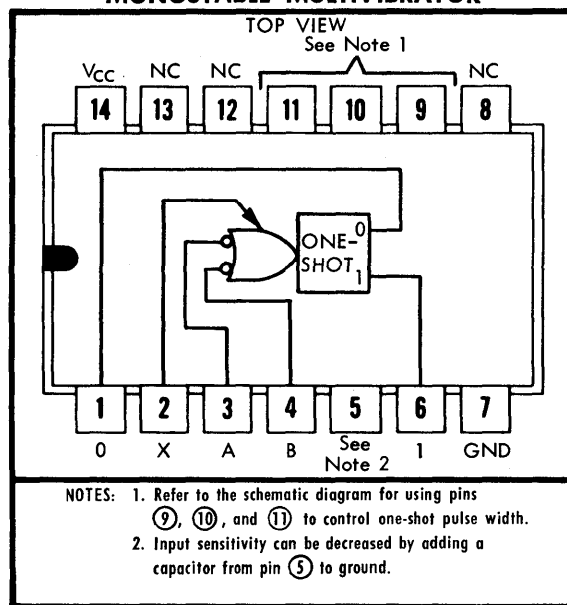 MONOSTABLE MULTIVIBRATOR
TOP VIEW
See Note 1
VCC NC NC NC
14 13 12 11 10 9 8
ONE-
SHOT
0
1
1 2 3 4 5 6 7
0 X A B See
Note 2 1 GND
NOTES: 1. Refer to the schematic diagram for using pins
9, 10, and 11 to control one-shot pulse width.
2. Input sensitivity can be decreased by adding a
capacitor from pin 5 to ground.